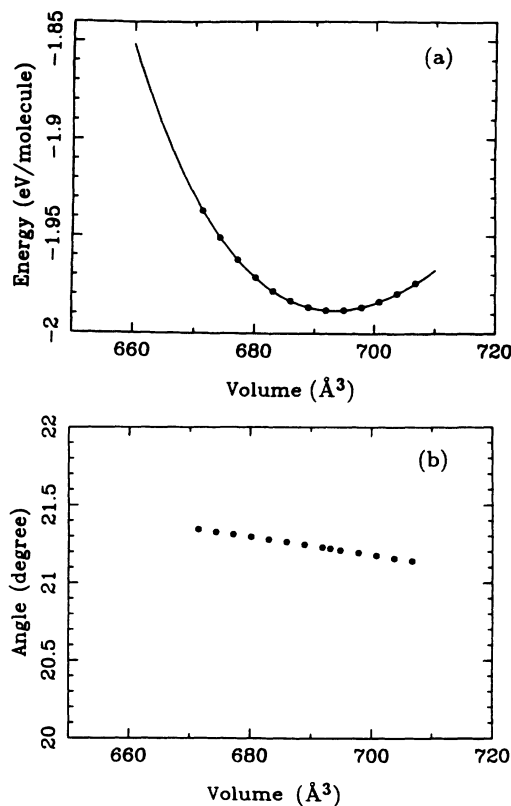 (a)
Energy (eV/molecule)
-1.85
-1.9
-1.95
-2
660 680 700 720
Volume (Å³)
(b)
Angle (degree)
22
21.5
21
20.5
20
660 680 700 720
Volume (Å³)